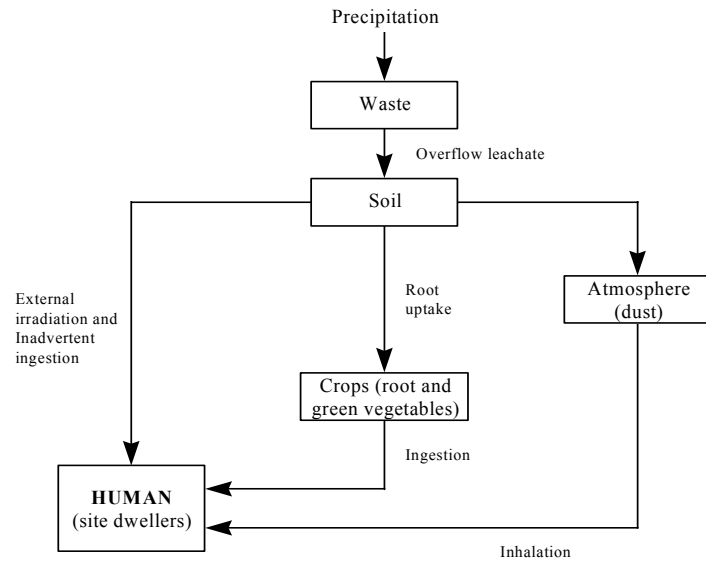 Precipitation
Waste
Overflow leachate
Soil
External
irradiation and
Inadvertent
ingestion
Root
uptake
Atmosphere
(dust)
Crops (root and
green vegetables)
Ingestion
HUMAN
(site dwellers)
Inhalation